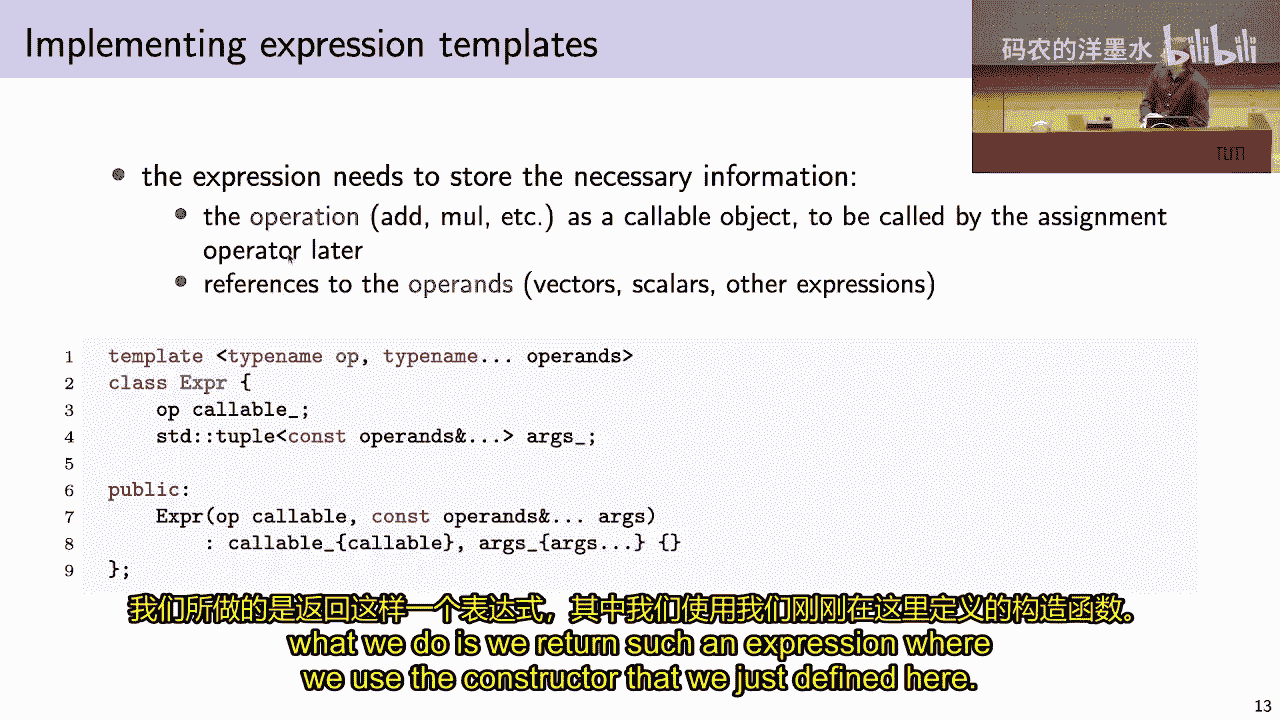 Implementing expression templates
码农的洋墨水
bilibili
TUM
the expression needs to store the necessary information:
the operation (add, mul, etc.) as a callable object, to be called by the assignment
operator later
references to the operands (vectors, scalars, other expressions)
1 template <typename op, typename... operands>
2 class Expr {
3 op callable_;
4 std::tuple<const operands&...> args_;
5
6 public:
7 Expr(op callable, const operands&... args)
8 : callable_{callable}, args_{args...} {}
9 };
我们所做的是返回这样一个表达式，其中我们使用我们刚刚在这里定义的构造函数。
what we do is we return such an expression where
we use the constructor that we just defined here.
13